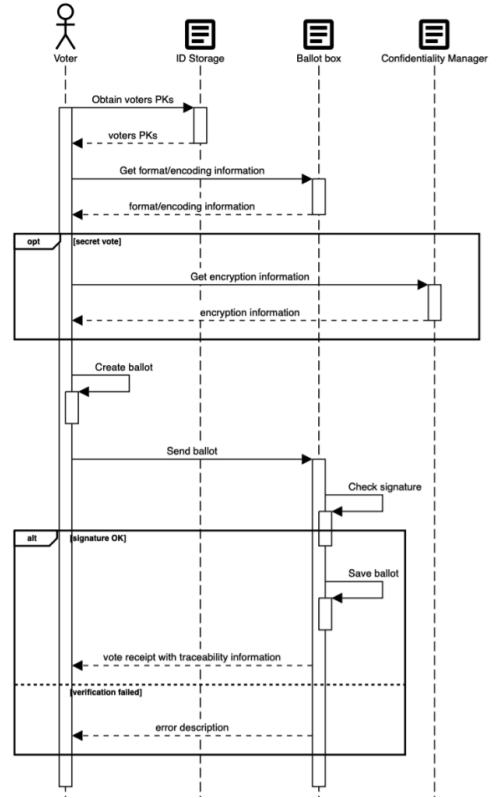 Voter
ID Storage
Ballot box
Confidentiality Manager
Obtain voters PKs
voters PKs
Get format/encoding information
format/encoding information
opt
[secret vote]
Get encryption information
encryption information
Create ballot
Send ballot
Check signature
alt
[signature OK]
Save ballot
vote receipt with traceability information
[verification failed]
error description